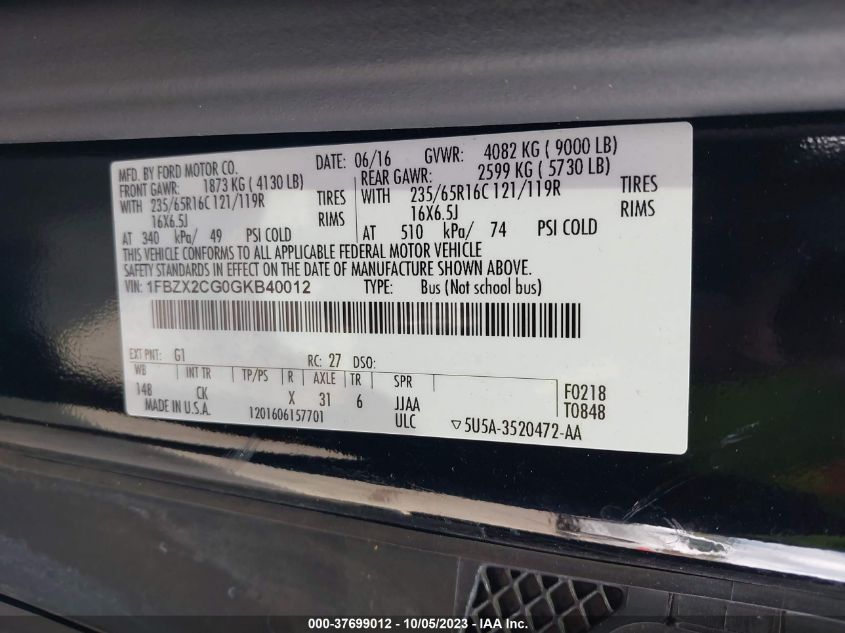 MFD. BY FORD MOTOR CO. DATE: 06/16 GVWR: 4082 KG ( 9000 LB)
FRONT GAWR: 1873 KG ( 4130 LB) REAR GAWR: 2599 KG ( 5730 LB)
WITH 235/65R16C 121/119R TIRES WITH 235/65R16C 121/119R TIRES
16X6.5J RIMS 16X6.5J RIMS
AT 340 kPa/ 49 PSI COLD AT 510 kPa/ 74 PSI COLD
THIS VEHICLE CONFORMS TO ALL APPLICABLE FEDERAL MOTOR VEHICLE
SAFETY STANDARDS IN EFFECT ON THE DATE OF MANUFACTURE SHOWN ABOVE.
VIN: 1FBZX2CG0GKB40012 TYPE: Bus (Not school bus)
EXT PNT: G1 RC: 27 DSO:
WB INT TR TP/PS R AXLE TR SPR
148 CK X 31 6 JJAA F0218
MADE IN U.S.A. 1201606157701 ULC T0848
▽5U5A-3520472-AA
000-37699012 - 10/05/2023 - IAA Inc.